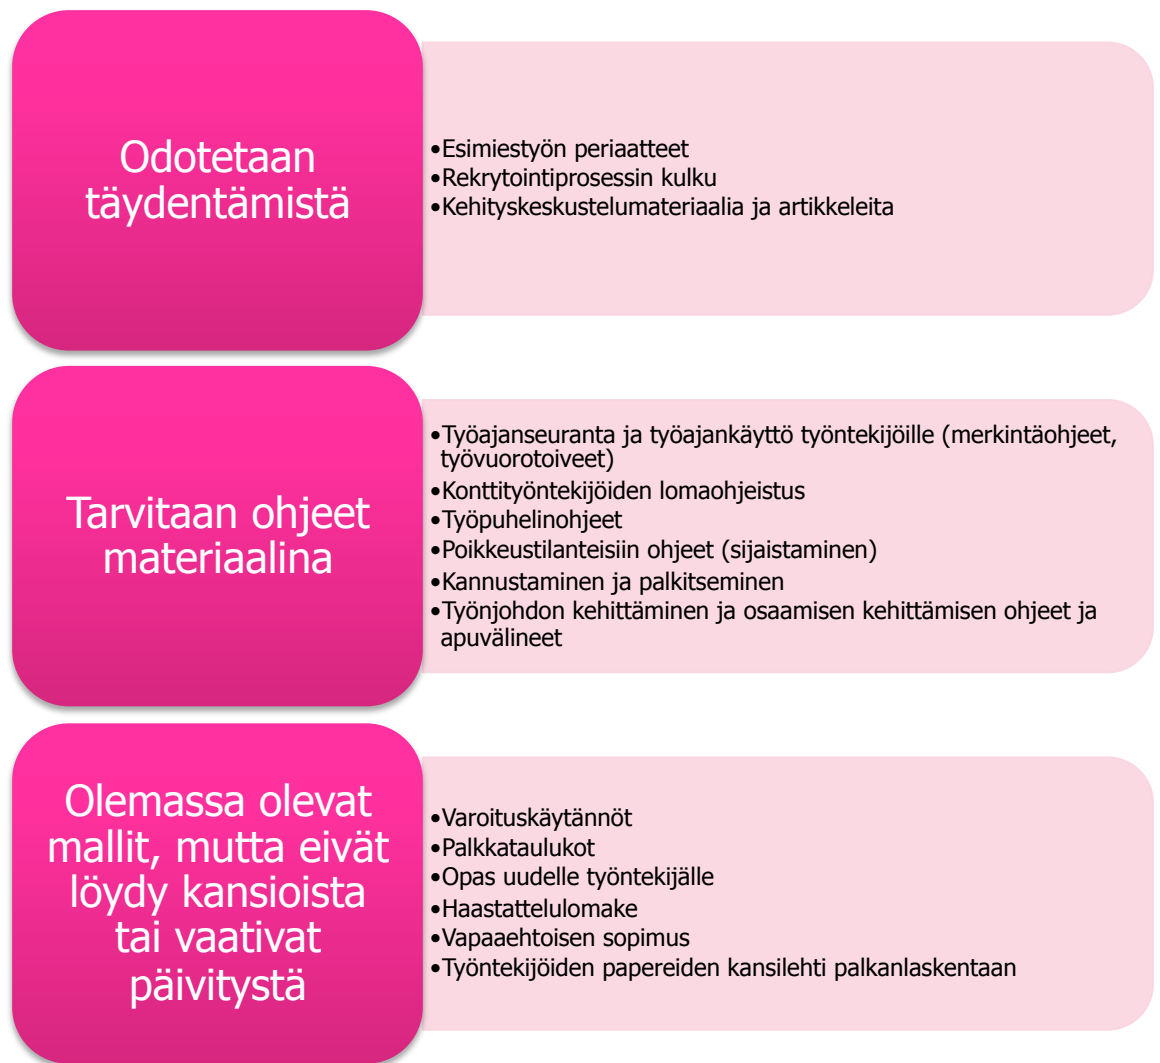 Odotetaan
täydentämistä
•Esimiestyön periaatteet
•Rekrytointiprosessin kulku
•Kehityskeskustelumateriaalia ja artikkeleita
Tarvitaan ohjeet
materiaalina
•Työajanseuranta ja työajankäyttö työntekijöille (merkintäohjeet,
työvuorotoiveet)
•Konttityöntekijöiden lomaohjeistus
•Työpuhelinohjeet
•Poikkeustilanteisiin ohjeet (sijaistaminen)
•Kannustaminen ja palkitseminen
•Työnjohdon kehittäminen ja osaamisen kehittämisen ohjeet ja
apuvälineet
Olemassa olevat
mallit, mutta eivät
löydy kansioista
tai vaativat
päivitystä
•Varoituskäytännöt
•Palkkataulukot
•Opas uudelle työntekijälle
•Haastattelulomake
•Vapaaehtoisen sopimus
•Työntekijöiden papereiden kansilehti palkanlaskentaan